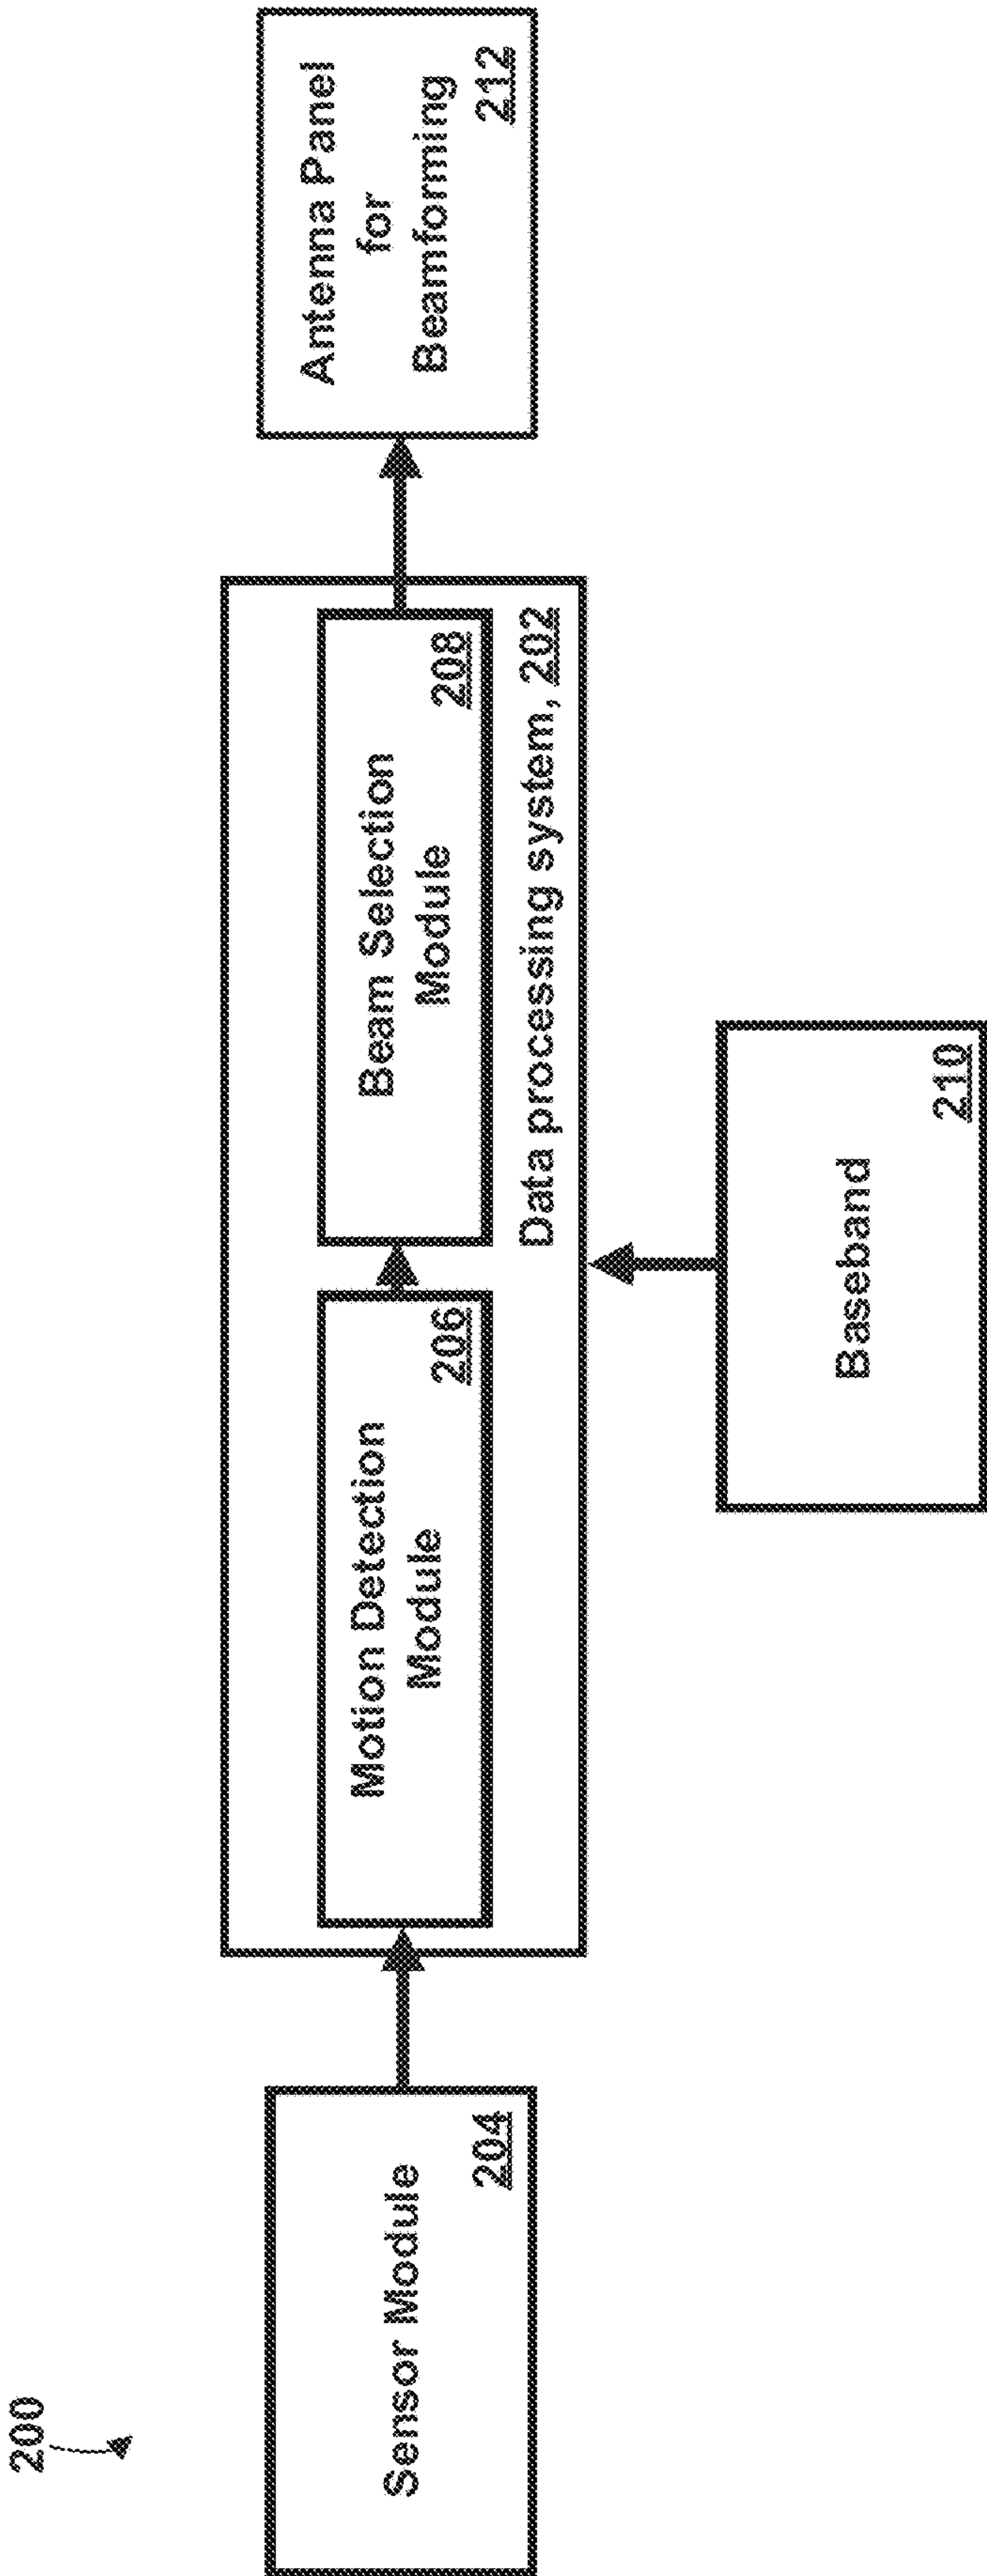 200
Sensor Module
204
Motion Detection
Module
206
Beam Selection
Module
208
Data processing system, 202
Baseband
210
Antenna Panel
for
Beamforming
212